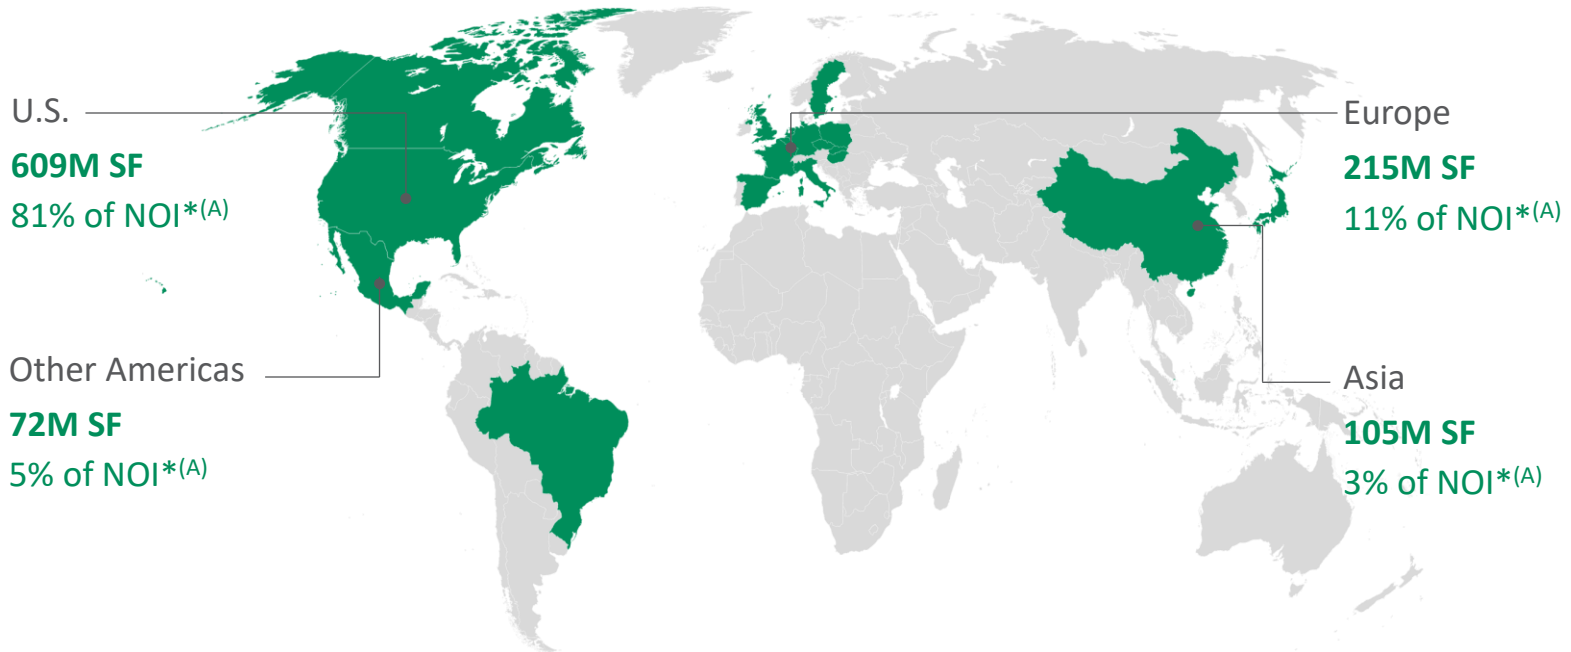 U.S.
609M SF
81% of NOI*(A)
Other Americas
72M SF
5% of NOI*(A)
Europe
215M SF
11% of NOI*(A)
Asia
105M SF
3% of NOI*(A)